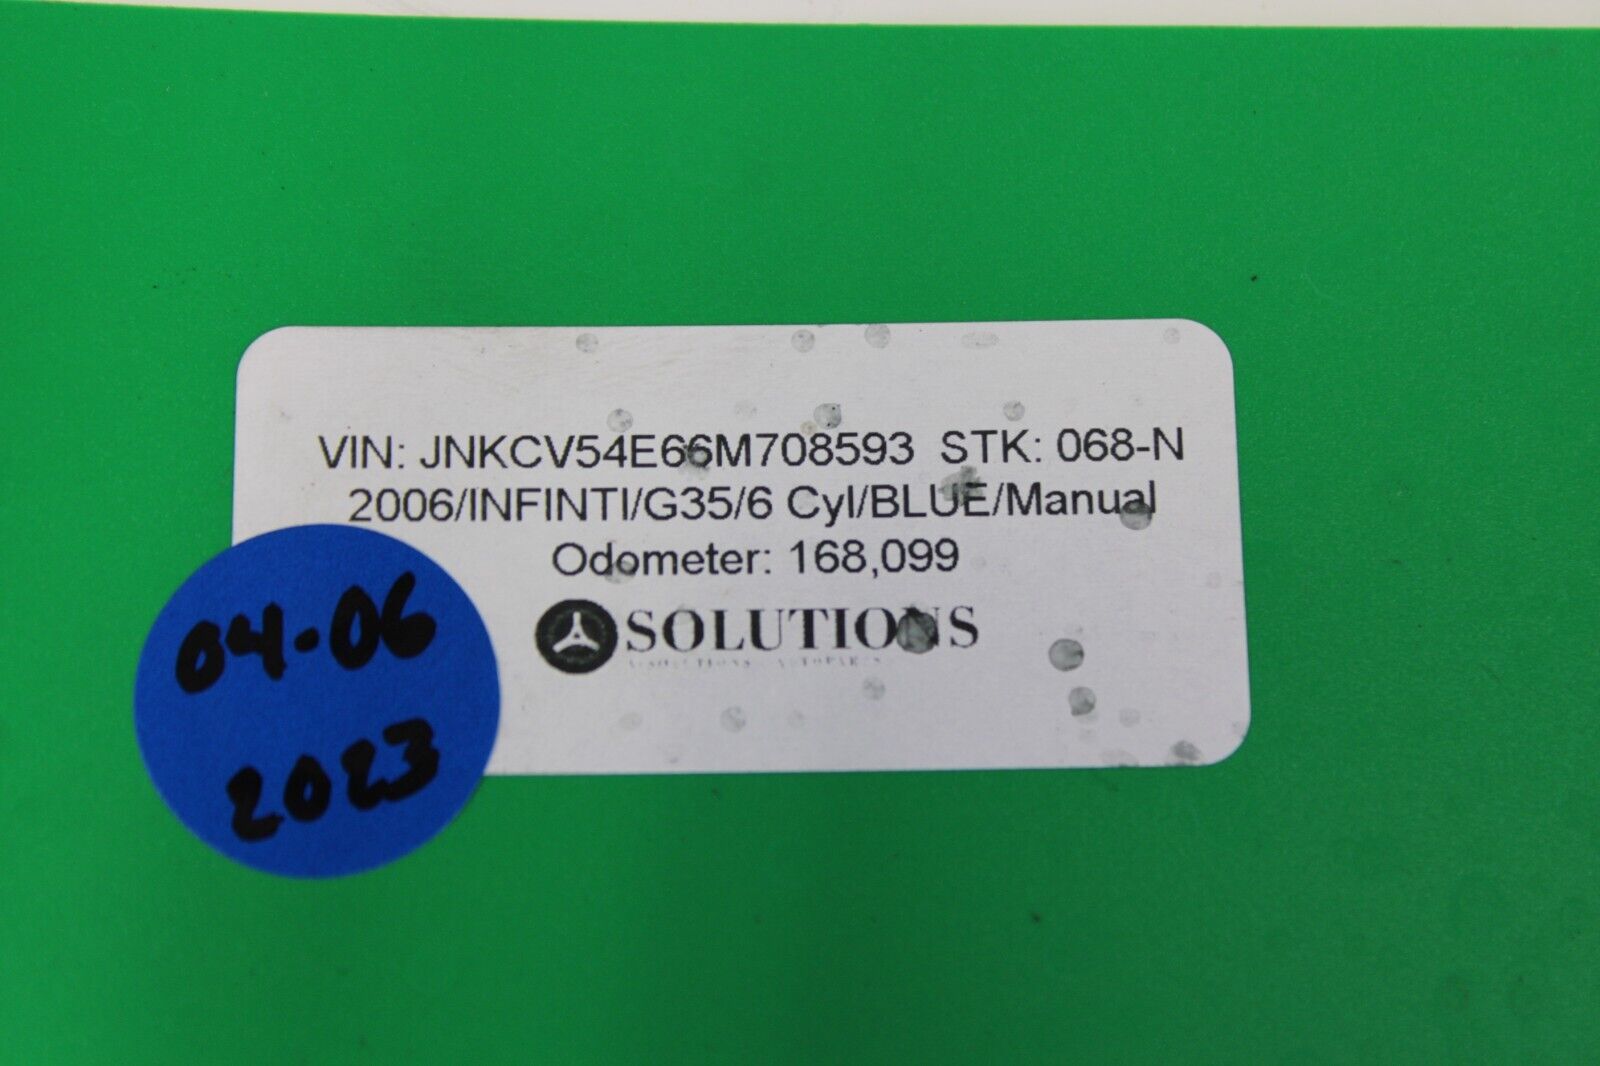 VIN: JNKCV54E66M708593 STK: 068-N
2006/INFINTI/G35/6 Cyl/BLUE/Manual
Odometer: 168,099
SOLUTIONS
04-06
2023